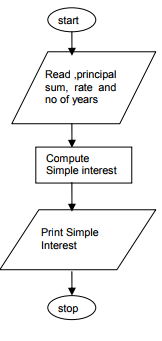 start
Read ,principal
sum, rate and
no of years
Compute
Simple interest
Print Simple
Interest
stop